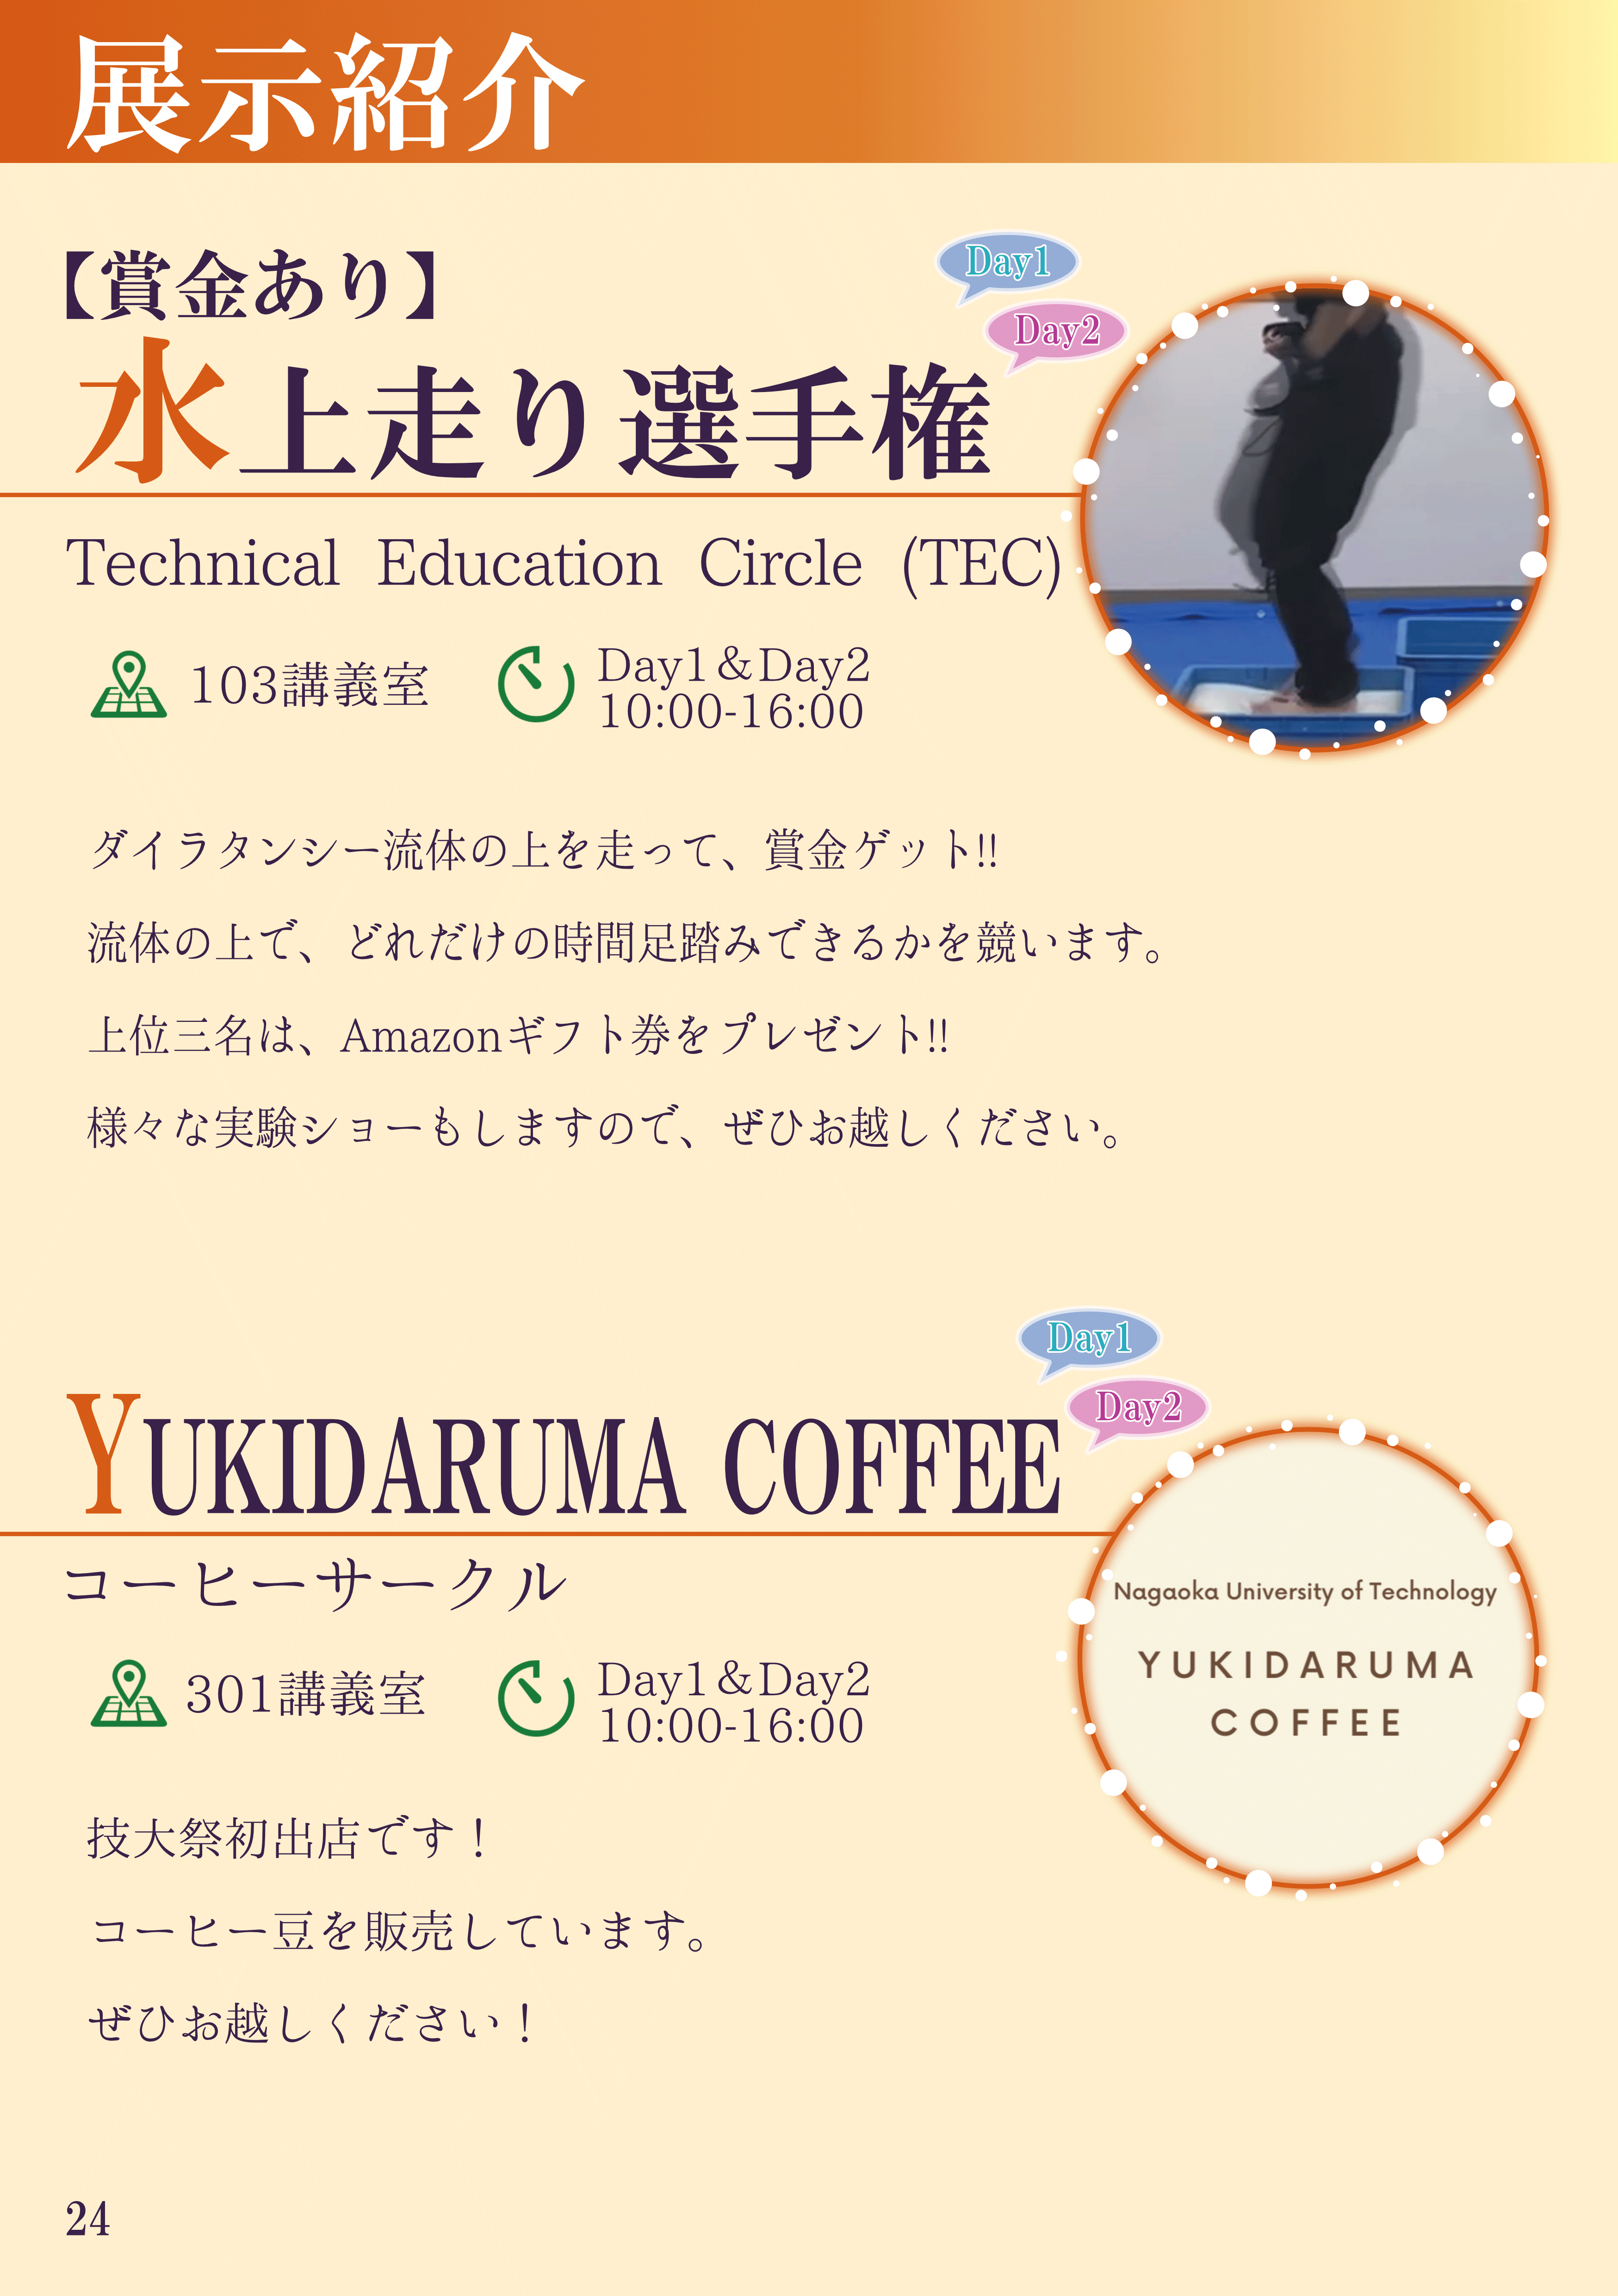 展示紹介
【賞金あり】
水上走り選手権
Day1
Day2
Technical Education Circle (TEC)
103講義室
Day1&Day2
10:00-16:00
ダイラタンシー流体の上を走って、賞金ゲット!!
流体の上で、どれだけの時間足踏みできるかを競います。
上位三名は、Amazonギフト券をプレゼント!!
様々な実験ショーもしますので、ぜひお越しください。
Day1
Day2
YUKIDARUMA COFFEE
コーヒーサークル
Nagaoka University of Technology
YUKIDARUMA
COFFEE
301講義室
Day1&Day2
10:00-16:00
技大祭初出店です！
コーヒー豆を販売しています。
ぜひお越しください！
24